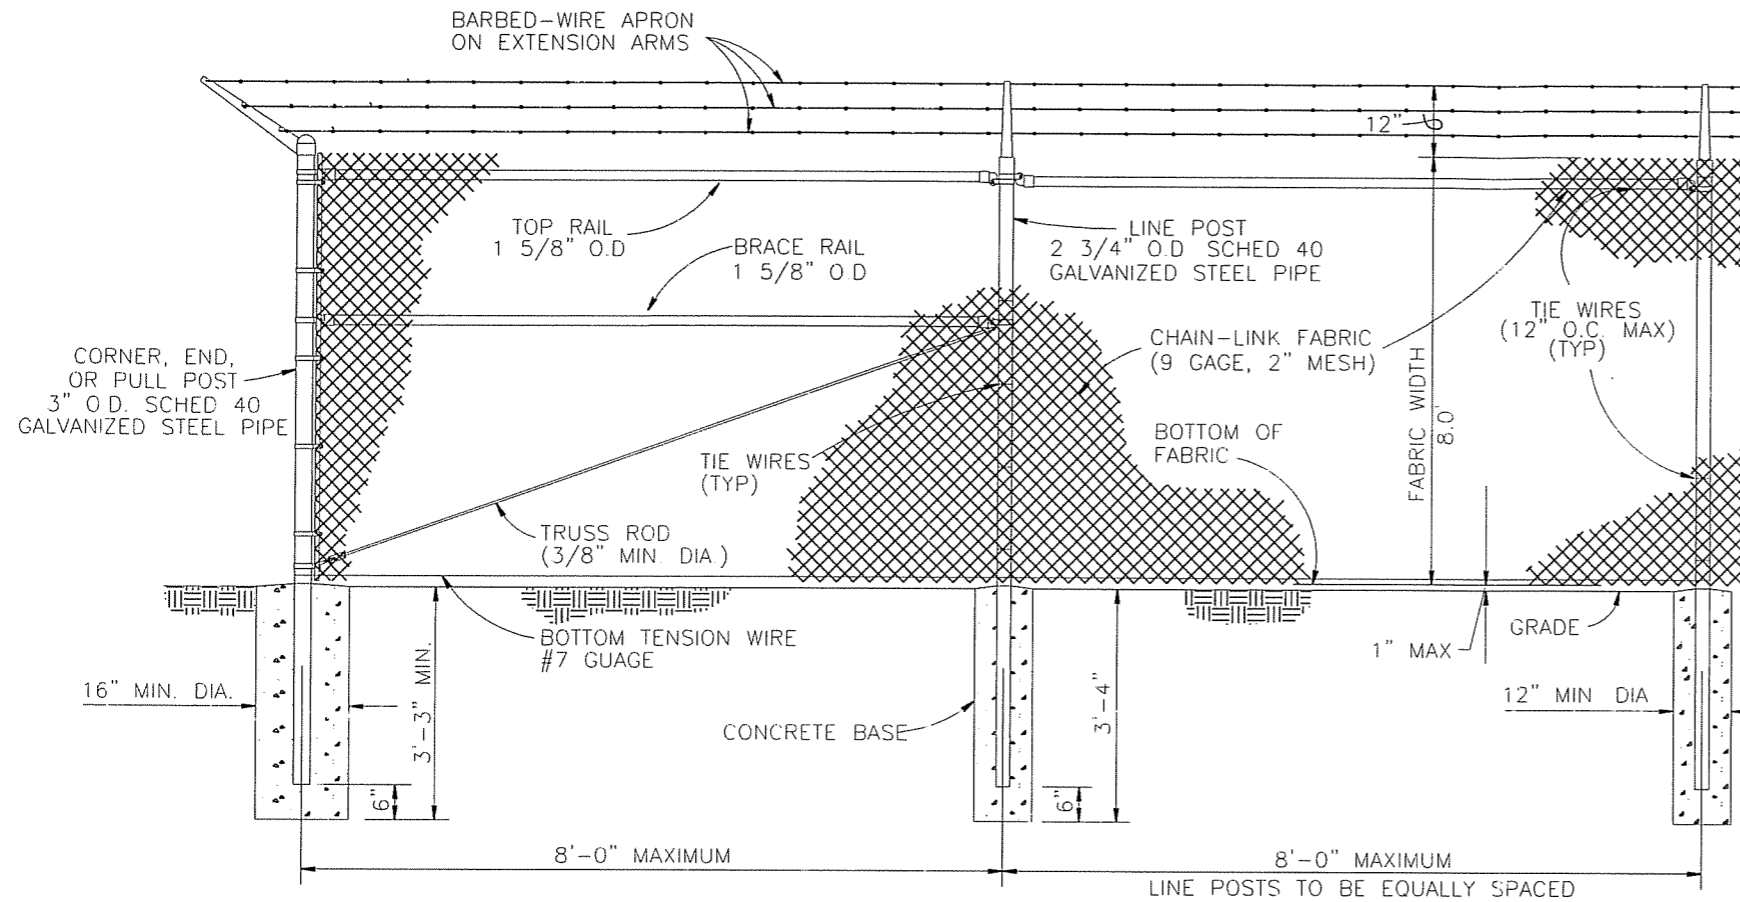 BARBED-WIRE APRON
ON EXTENSION ARMS
12"
TOP RAIL
1 5/8" O.D
BRACE RAIL
1 5/8" O.D
LINE POST
2 3/4" O.D SCHED 40
GALVANIZED STEEL PIPE
TIE WIRES
(12" O.C. MAX)
(TYP)
CHAIN-LINK FABRIC
(9 GAGE, 2" MESH)
CORNER, END,
OR PULL POST
3" O.D. SCHED 40
GALVANIZED STEEL PIPE
FABRIC WIDTH
8.0'
BOTTOM OF
FABRIC
TIE WIRES
(TYP)
TRUSS ROD
(3/8" MIN. DIA.)
BOTTOM TENSION WIRE
#7 GUAGE
GRADE
1" MAX
16" MIN. DIA.
3'-3" MIN.
6"
CONCRETE BASE
6"
3'-4"
12" MIN DIA
8'-0" MAXIMUM
8'-0" MAXIMUM
LINE POSTS TO BE EQUALLY SPACED